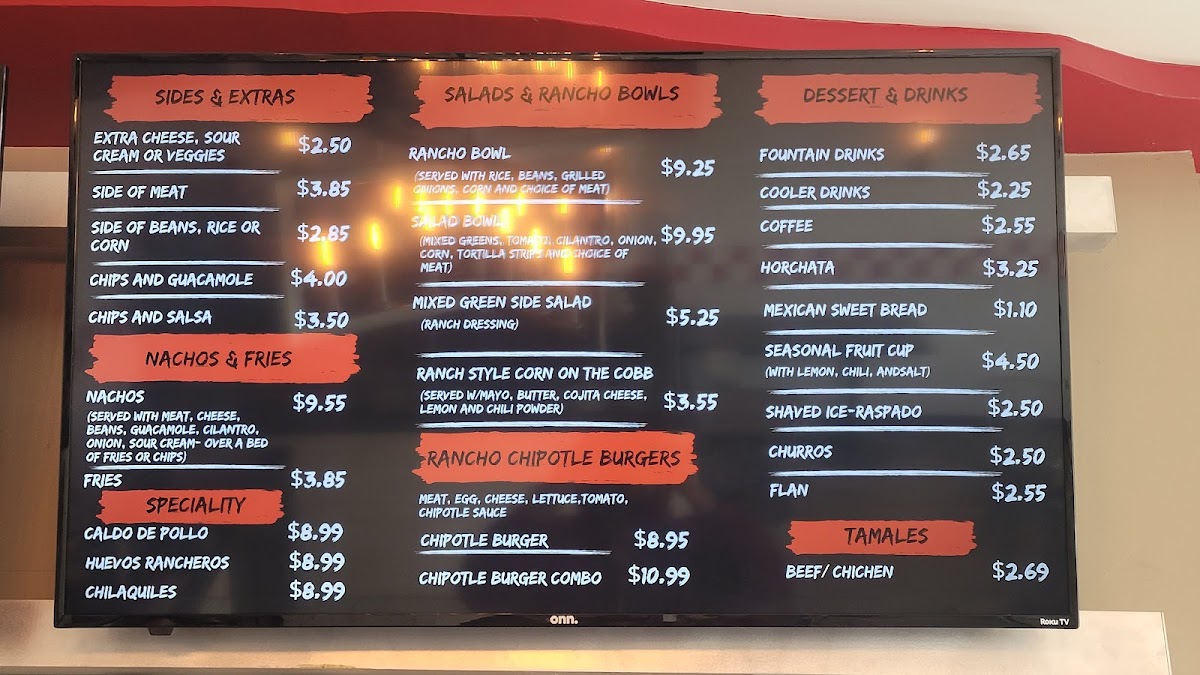 SIDES & EXTRAS
EXTRA CHEESE, SOUR
CREAM OR VEGGIES $2.50
SIDE OF MEAT $3.85
SIDE OF BEANS, RICE OR
CORN $2.85
CHIPS AND GUACAMOLE $4.00
CHIPS AND SALSA $3.50
NACHOS & FRIES
NACHOS $9.55
(SERVED WITH MEAT, CHEESE,
BEANS, GUACAMOLE, CILANTRO,
ONION, SOUR CREAM- OVER A BED
OF FRIES OR CHIPS)
FRIES $3.85
SPECIALITY
CALDO DE POLLO $8.99
HUEVOS RANCHEROS $8.99
CHILAQUILES $8.99
SALADS & RANCHO BOWLS
RANCHO BOWL $9.25
(SERVED WITH RICE, BEANS, GRILLED
ONIONS, CORN AND CHOICE OF MEAT)
SALAD BOWL
(MIXED GREENS, TOMATO, CILANTRO, ONION, $9.95
CORN, TORTILLA STRIPS AND CHOICE OF
MEAT)
MIXED GREEN SIDE SALAD $5.25
(RANCH DRESSING)
RANCH STYLE CORN ON THE COBB
(SERVED W/MAYO, BUTTER, COJITA CHEESE, $3.55
LEMON AND CHILI POWDER)
RANCHO CHIPOTLE BURGERS
MEAT, EGG, CHEESE, LETTUCE,TOMATO,
CHIPOTLE SAUCE
CHIPOTLE BURGER $8.95
CHIPOTLE BURGER COMBO $10.99
DESSERT & DRINKS
FOUNTAIN DRINKS $2.65
COOLER DRINKS $2.25
COFFEE $2.55
HORCHATA $3.25
MEXICAN SWEET BREAD $1.10
SEASONAL FRUIT CUP $4.50
(WITH LEMON, CHILI, ANDSALT)
SHAVED ICE-RASPADO $2.50
CHURROS $2.50
FLAN $2.55
TAMALES
BEEF/ CHICHEN $2.69
onn.
Roku TV